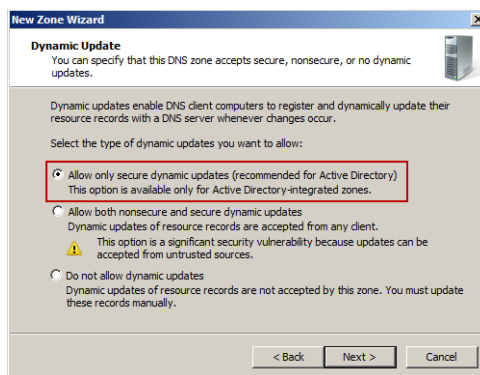 New Zone Wizard
Dynamic Update
You can specify that this DNS zone accepts secure, nonsecure, or no dynamic
updates.
Dynamic updates enable DNS client computers to register and dynamically update their
resource records with a DNS server whenever changes occur.
Select the type of dynamic updates you want to allow:
Allow only secure dynamic updates (recommended for Active Directory)
This option is available only for Active Directory-integrated zones.
Allow both nonsecure and secure dynamic updates
Dynamic updates of resource records are accepted from any client.
This option is a significant security vulnerability because updates can be
accepted from untrusted sources.
Do not allow dynamic updates
Dynamic updates of resource records are not accepted by this zone. You must update
these records manually.
< Back Next > Cancel